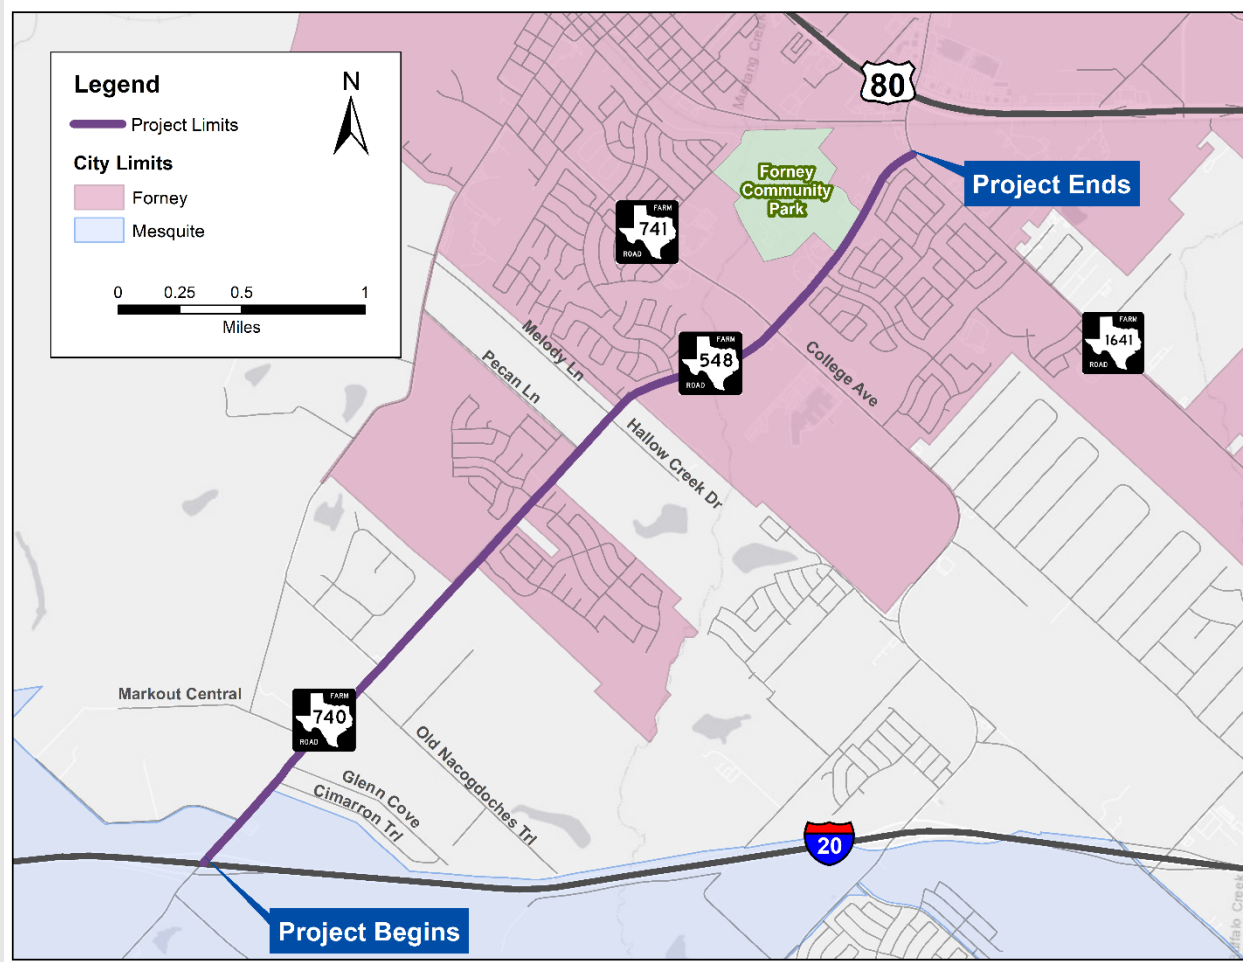 Legend
N
Project Limits
City Limits
Forney
Mesquite
0 0.25 0.5 1
Miles
Mustang Creek
80
Forney
Community
Park
Project Ends
FARM
741
ROAD
FARM
548
ROAD
FARM
1641
Melody Ln
Pecan Ln
College Ave
Hallow Creek Dr
Markout Central
FARM
740
ROAD
Old Nacogdoches Trl
Glenn Cove
Cimarron Trl
20
Project Begins
ROAD